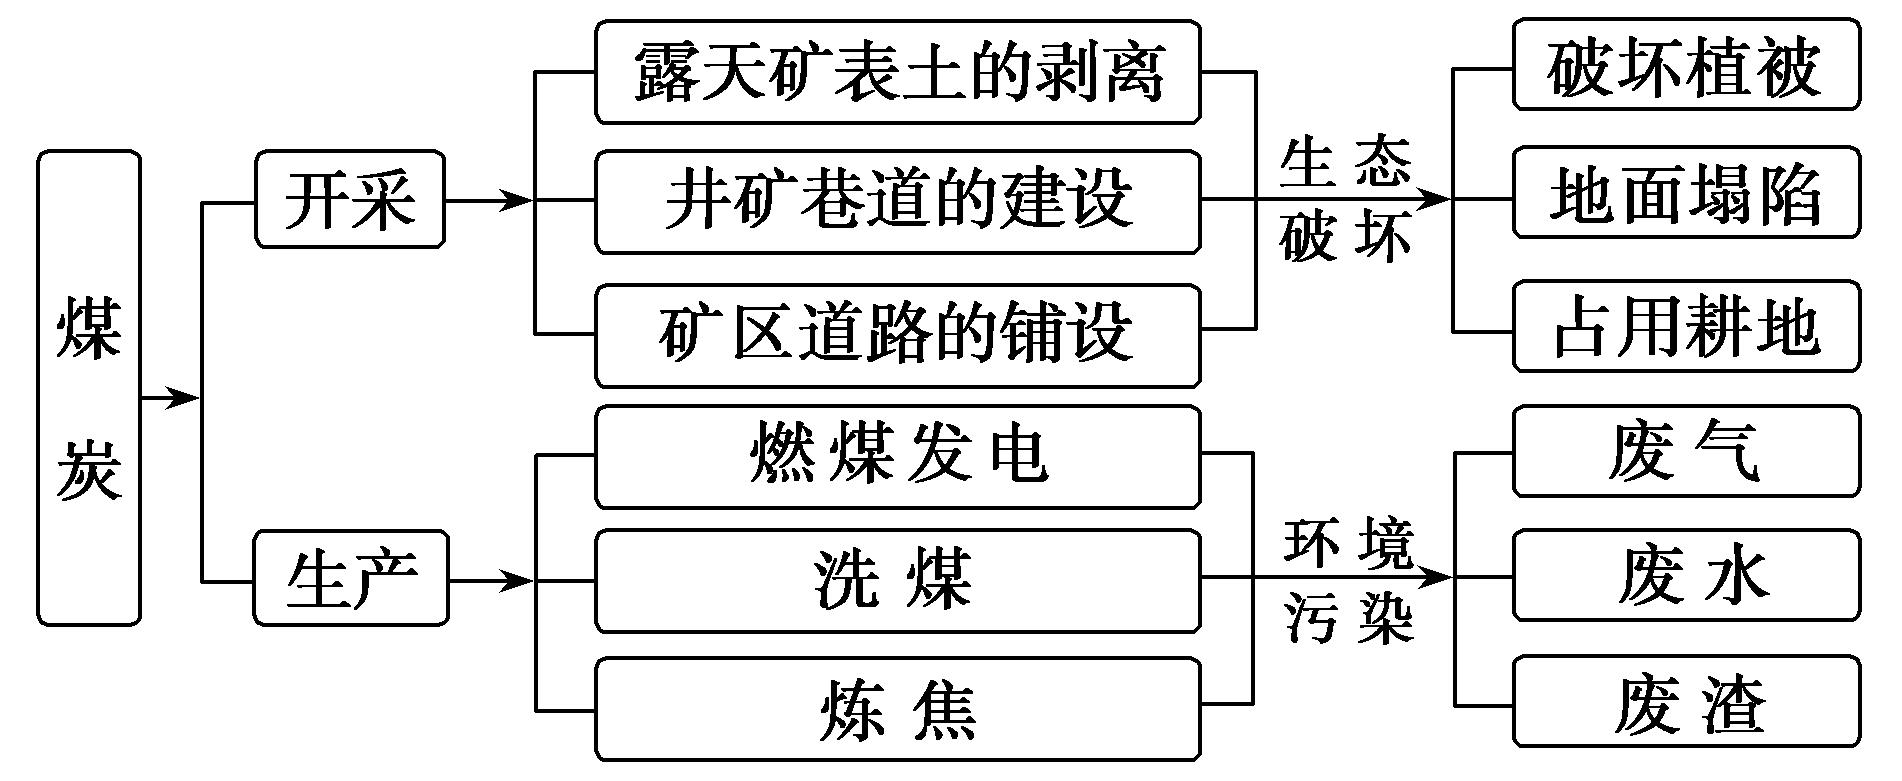 煤炭
开采
露天矿表土的剥离
井矿巷道的建设
矿区道路的铺设
生态
破坏
破坏植被
地面塌陷
占用耕地
生产
燃煤发电
洗煤
炼焦
环境
污染
废气
废水
废渣